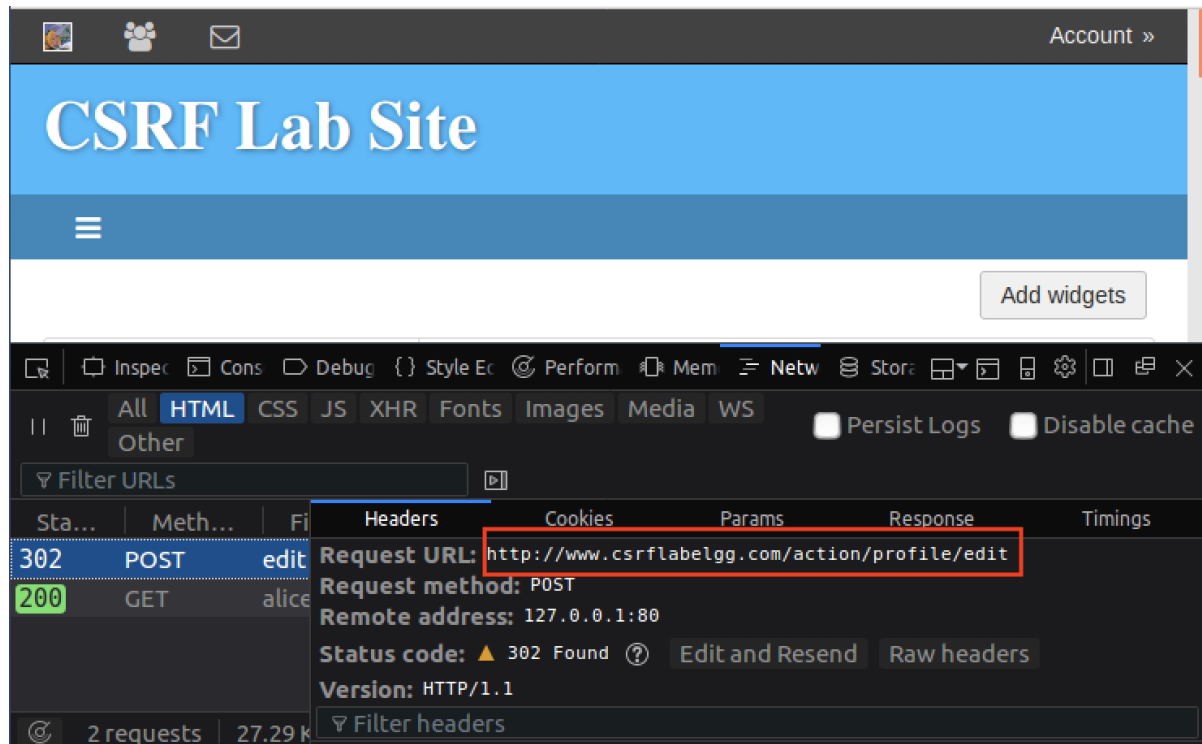 Account »
CSRF Lab Site
Add widgets
Inspec Cons Debug {} Style Ec Perform Mem Netw Stora
All HTML CSS JS XHR Fonts Images Media WS
Other
Persist Logs Disable cache
Filter URLs
Sta... Meth... Fi Headers Cookies Params Response Timings
302 POST edit Request URL: http://www.csrflabelgg.com/action/profile/edit
Request method: POST
200 GET alice
Remote address: 127.0.0.1:80
Status code: 302 Found ? Edit and Resend Raw headers
Version: HTTP/1.1
Filter headers
2 requests 27.29 K